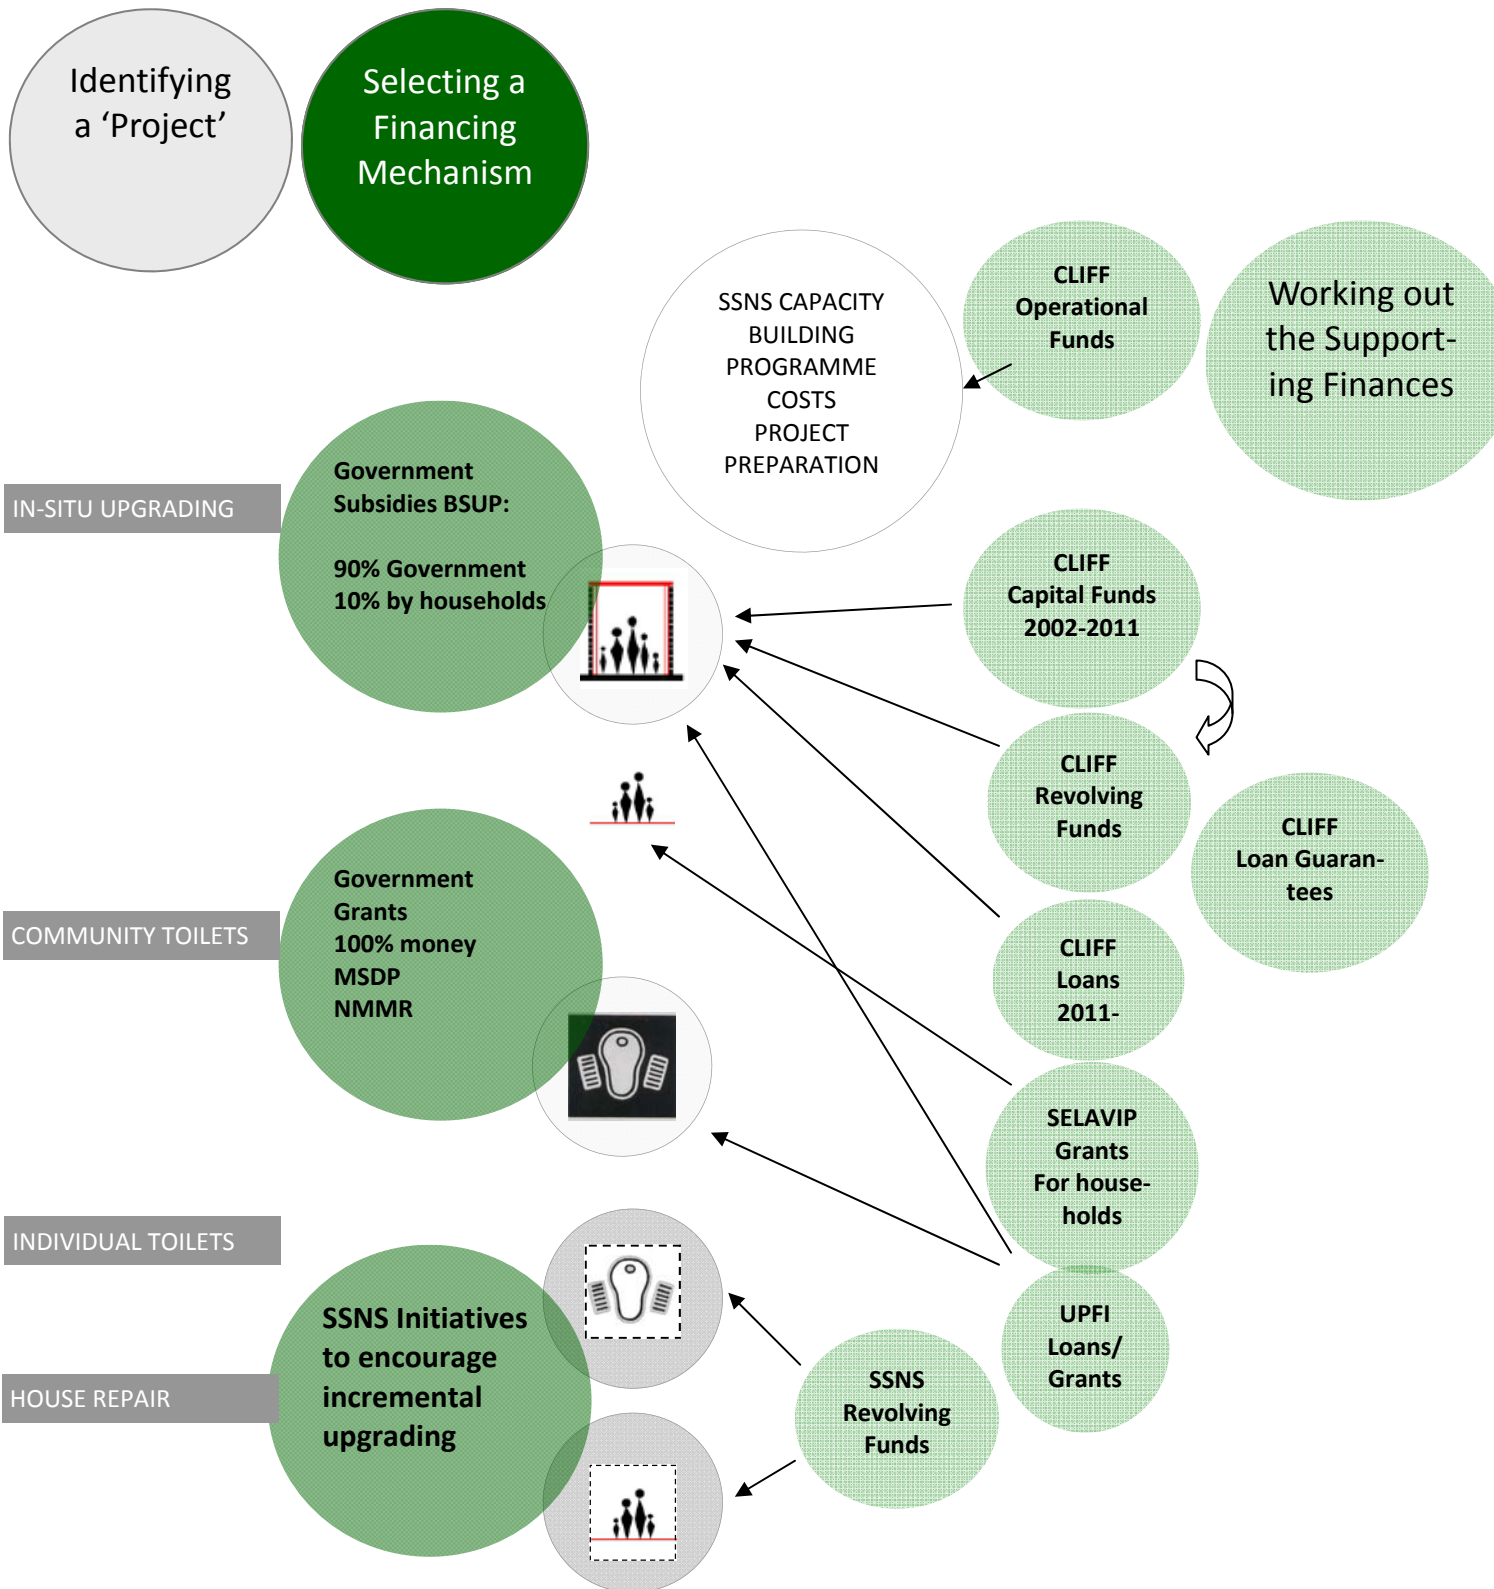 Identifying
a ‘Project’
Selecting a
Financing
Mechanism
SSNS CAPACITY
BUILDING
PROGRAMME
COSTS
PROJECT
PREPARATION
CLIFF
Operational
Funds
Working out
the Support-
ing Finances
IN-SITU UPGRADING
Government
Subsidies BSUP:
90% Government
10% by households
CLIFF
Capital Funds
2002-2011
CLIFF
Revolving
Funds
CLIFF
Loan Guaran-
tees
COMMUNITY TOILETS
Government
Grants
100% money
MSDP
NMMR
CLIFF
Loans
2011-
SELAVIP
Grants
For house-
holds
INDIVIDUAL TOILETS
HOUSE REPAIR
SSNS Initiatives
to encourage
incremental
upgrading
SSNS
Revolving
Funds
UPFI
Loans/
Grants